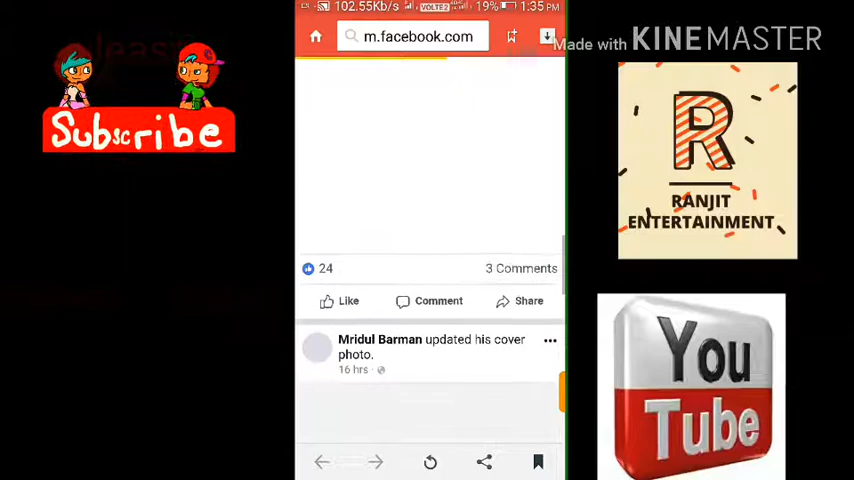 102.55Kb/s VOLTE2 19% 1:35 PM
m.facebook.com
Made with KINEMASTER
Subscribe
R
RANJIT
ENTERTAINMENT
24 3 Comments
Like Comment Share
Mridul Barman updated his cover
photo.
16 hrs
You
Tube